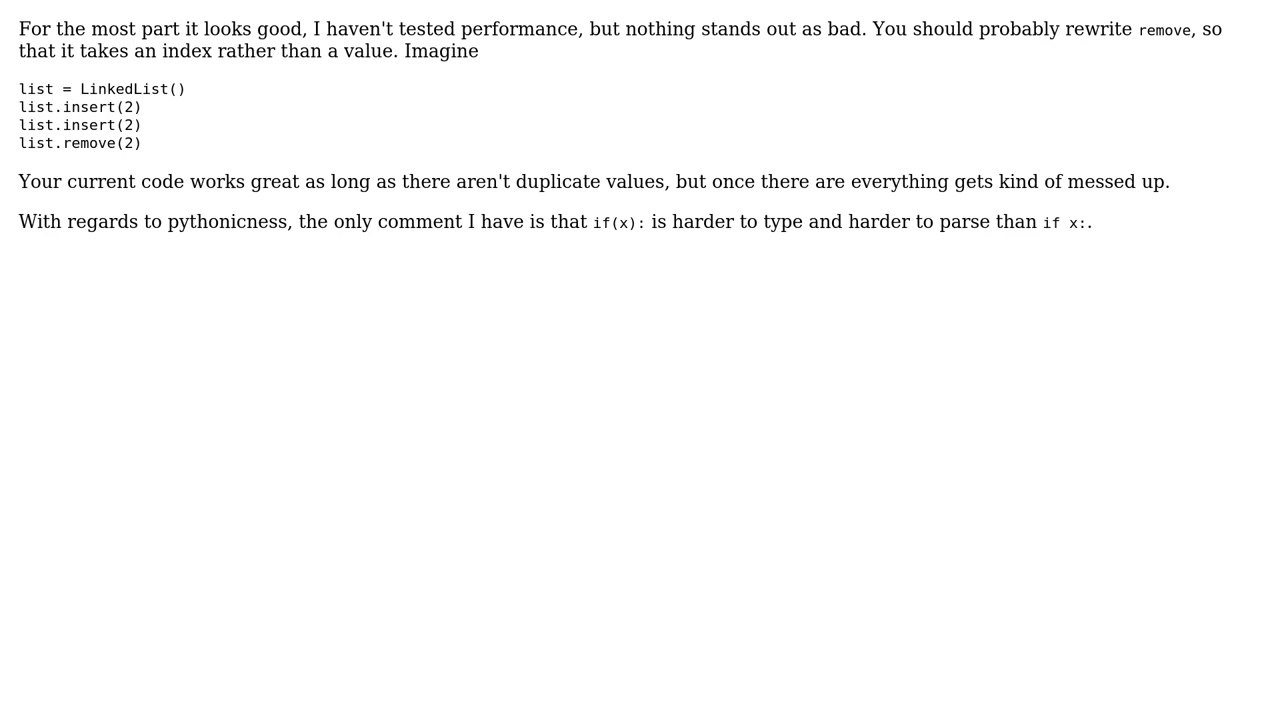 For the most part it looks good, I haven't tested performance, but nothing stands out as bad. You should probably rewrite remove, so
that it takes an index rather than a value. Imagine
list = LinkedList()
list.insert(2)
list.insert(2)
list.remove(2)
Your current code works great as long as there aren't duplicate values, but once there are everything gets kind of messed up.
With regards to pythonicness, the only comment I have is that if(x): is harder to type and harder to parse than if x:.